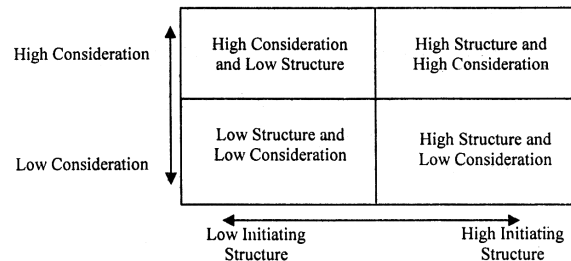 High Consideration
High Consideration
and Low Structure
High Structure and
High Consideration
Low Consideration
Low Structure and
Low Consideration
High Structure and
Low Consideration
Low Initiating
Structure
High Initiating
Structure